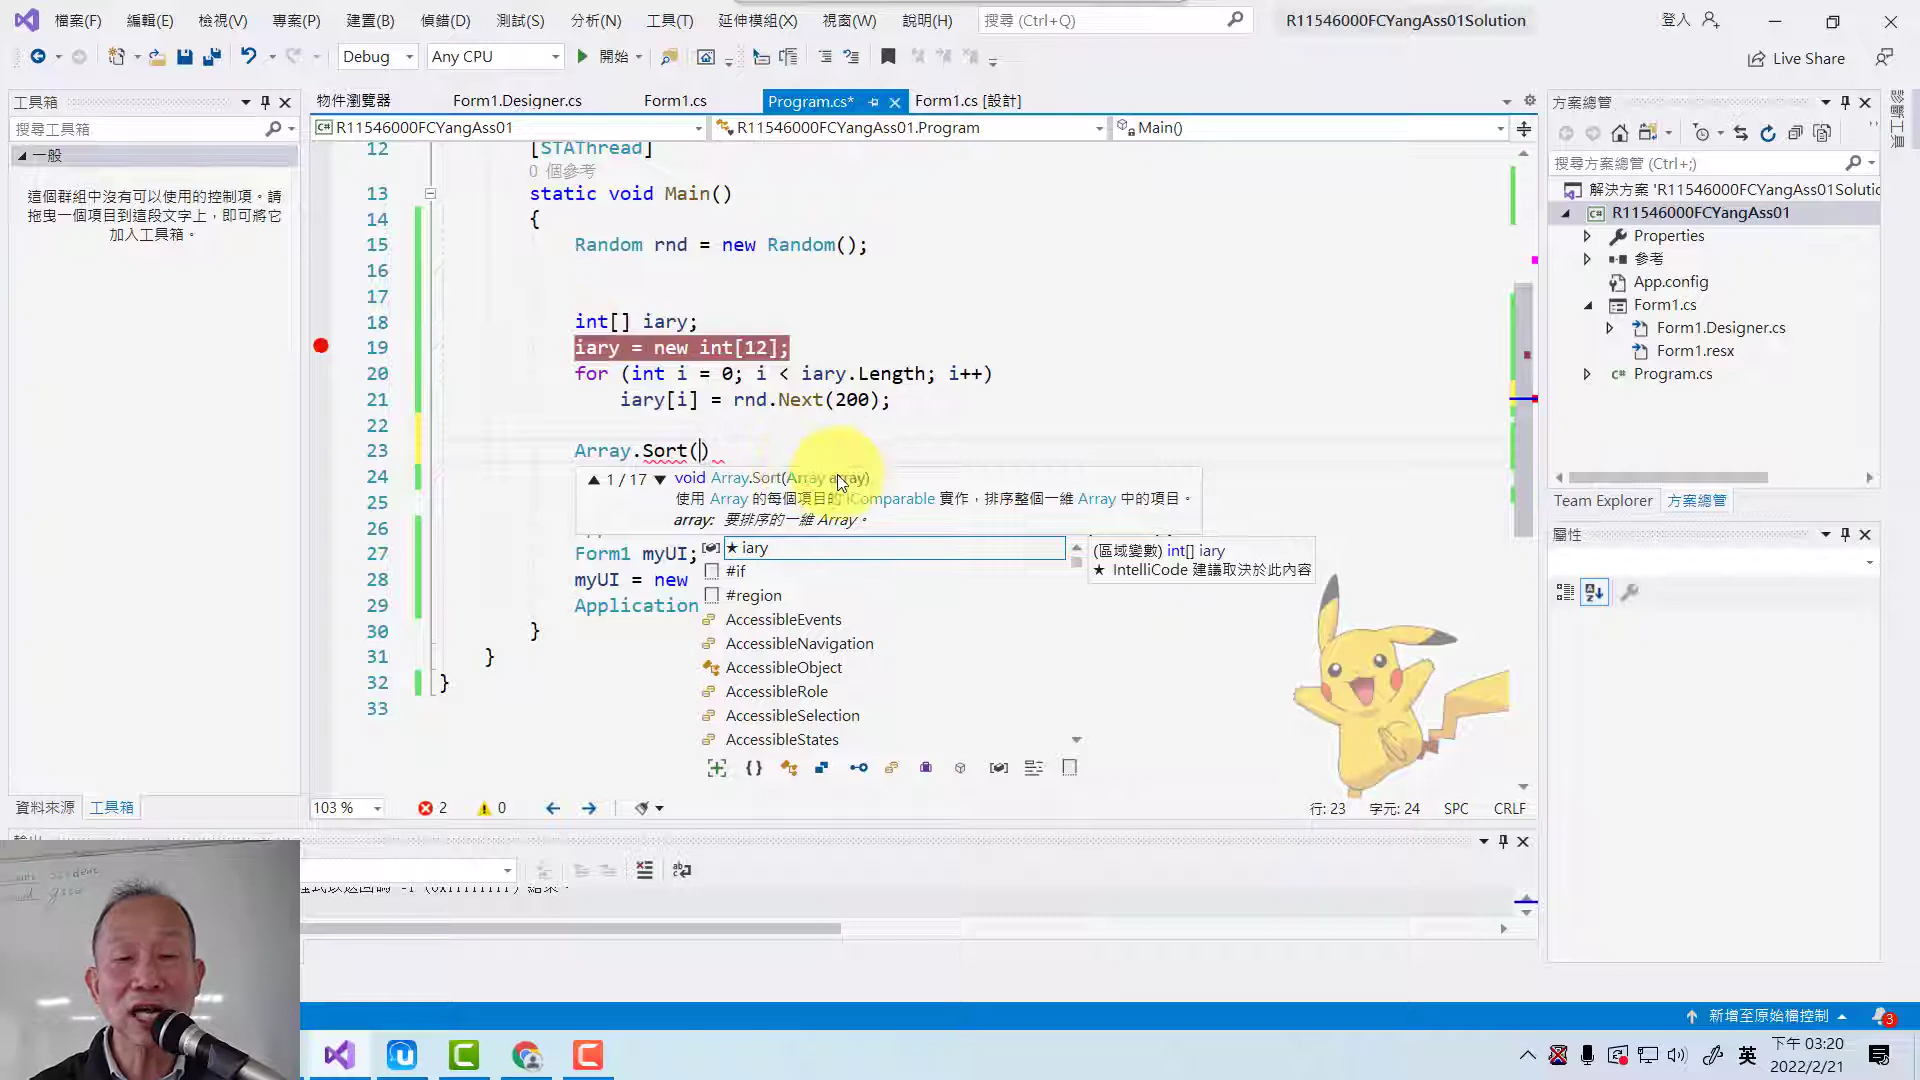 檔案(F) 編輯(E) 檢視(V) 專案(P) 建置(B) 偵錯(D) 測試(S) 分析(N) 工具(T) 延伸模組(X) 視窗(W) 說明(H) 搜尋 (Ctrl+Q) R11546000FCYangAss01Solution 登入
Debug Any CPU 開始 Live Share
工具箱
搜尋工具箱
一般
這個群組中沒有可以使用的控制項。請
拖曳一個項目到這段文字上，即可將它
加入工具箱。
資料來源 工具箱
物件瀏覽器 Form1.Designer.cs Form1.cs Program.cs* Form1.cs [設計]
R11546000FCYangAss01 R11546000FCYangAss01.Program Main()
12 [STAThread]
0 個參考
13 static void Main()
14 {
15 Random rnd = new Random();
16
17
18 int[] iary;
19 iary = new int[12];
20 for (int i = 0; i < iary.Length; i++)
21 iary[i] = rnd.Next(200);
22
23 Array.Sort()
24
25
26
27 Form1 myUI;
28 myUI = new
29 Application
30 }
31 }
32 }
33
1 / 17 void Array.Sort(Array array)
使用 Array 的每個項目的 IComparable 實作，排序整個一維 Array 中的項目。
array: 要排序的一維 Array。
★ iary
#if
#region
AccessibleEvents
AccessibleNavigation
AccessibleObject
AccessibleRole
AccessibleSelection
AccessibleStates
(區域變數) int[] iary
★ IntelliCode 建議取決於此內容
103 % 2 0 行: 23 字元: 24 SPC CRLF
方案總管
搜尋方案總管 (Ctrl+;)
解決方案 'R11546000FCYangAss01Solutio
R11546000FCYangAss01
Properties
參考
App.config
Form1.cs
Form1.Designer.cs
Form1.resx
Program.cs
Team Explorer 方案總管
屬性
診斷工具
新增至原始檔控制 3
英
下午 03:20
2022/2/21